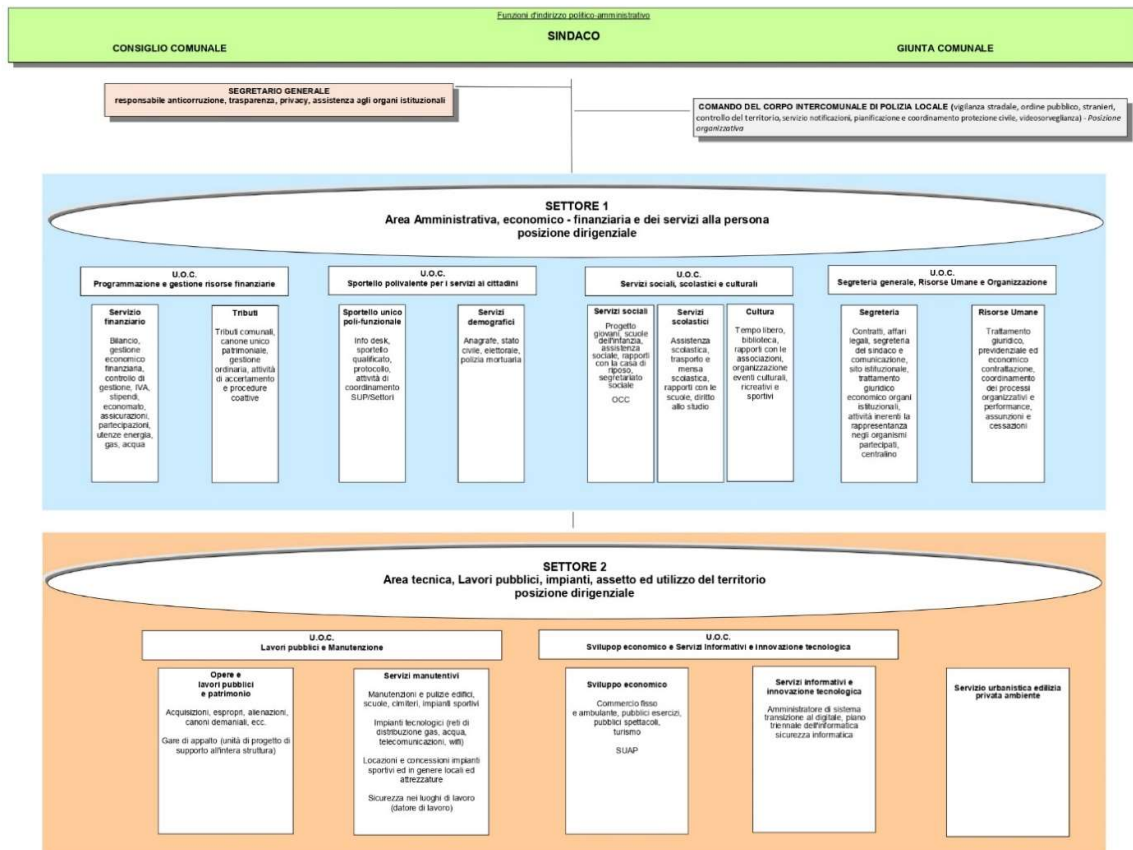 Funzioni d'indirizzo politico-amministrativo
SINDACO
CONSIGLIO COMUNALE
GIUNTA COMUNALE
SEGRETARIO GENERALE
responsabile anticorruzione, trasparenza, privacy, assistenza agli organi istituzionali
COMANDO DEL CORPO INTERCOMUNALE DI POLIZIA LOCALE (vigilanza stradale, ordine pubblico, stranieri,
controllo del territorio, servizio notificazioni, pianificazione e coordinamento protezione civile, videosorveglianza) - Posizione
organizzativa
SETTORE 1
Area Amministrativa, economico - finanziaria e dei servizi alla persona
posizione dirigenziale
U.O.C.
Programmazione e gestione risorse finanziarie
Servizio
finanziario
Bilancio,
gestione
economico
finanziaria,
controllo di
gestione, IVA,
stipendi,
economato,
assicurazioni,
partecipazioni,
utenze energia,
gas, acqua
Tributi
Tributi comunali,
canone unico
patrimoniale,
gestione
ordinaria, attività
di accertamento
e procedure
coattive
U.O.C.
Sportello polivalente per i servizi ai cittadini
Sportello unico
poli-funzionale
Info desk,
sportello
qualificato,
protocollo,
attività di
coordinamento
SUP/Settori
Servizi
demografici
Anagrafe, stato
civile, elettorale,
polizia mortuaria
U.O.C.
Servizi sociali, scolastici e culturali
Servizi sociali
Progetto
giovani, scuole
dell'infanzia,
assistenza
sociale, rapporti
con la casa di
riposo,
segretariato
sociale
OCC
Servizi
scolastici
Assistenza
scolastica,
trasporto e
mensa
scolastica,
rapporti con le
scuole, diritto
allo studio
Cultura
Tempo libero,
biblioteca,
rapporti con le
associazioni,
organizzazione
eventi culturali,
ricreativi e
sportivi
U.O.C.
Segreteria generale, Risorse Umane e Organizzazione
Segreteria
Contratti, affari
legali, segreteria
del sindaco e
comunicazione,
sito istituzionale,
trattamento
giuridico
economico organi
istituzionali,
attività inerenti la
rappresentanza
negli organismi
partecipati,
centralino
Risorse Umane
Trattamento
giuridico,
previdenziale ed
economico
contrattazione,
coordinamento
dei processi
organizzativi e
performance,
assunzioni e
cessazioni
SETTORE 2
Area tecnica, Lavori pubblici, impianti, assetto ed utilizzo del territorio
posizione dirigenziale
U.O.C.
Lavori pubblici e Manutenzione
Opere e
lavori pubblici
e patrimonio
Acquisizioni, espropri, alienazioni,
canoni demaniali, ecc.
Gare di appalto (unità di progetto di
supporto all'intera struttura)
Servizi manutentivi
Manutenzioni e pulizie edifici,
scuole, cimiteri, impianti sportivi
Impianti tecnologici (reti di
distribuzione gas, acqua,
telecomunicazioni, wifi)
Locazioni e concessioni impianti
sportivi ed in genere locali ed
attrezzature
Sicurezza nei luoghi di lavoro
(datore di lavoro)
U.O.C.
Svilupop economico e Servizi Informativi e innovazione tecnologica
Sviluppo economico
Commercio fisso
e ambulante, pubblici esercizi,
pubblici spettacoli,
turismo
SUAP
Servizi informativi e
innovazione tecnologica
Amministratore di sistema
transizione al digitale, piano
triennale dell'informatica
sicurezza informatica
Servizio urbanistica edilizia
privata ambiente